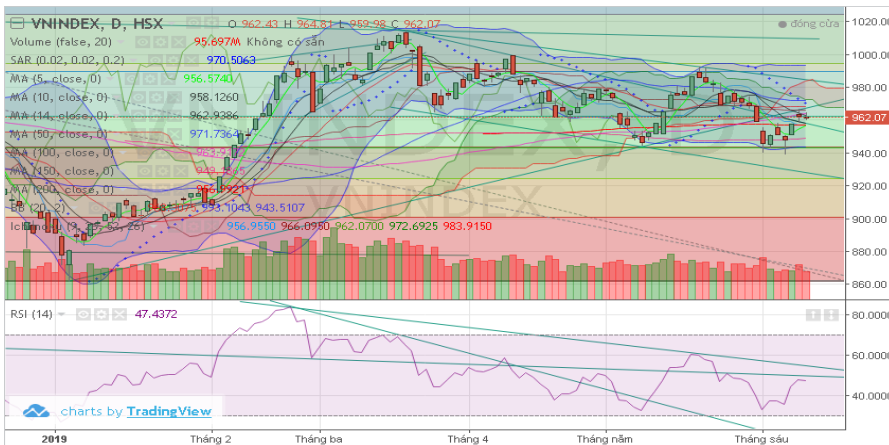 VNINDEX, D, HSX O 962.43 H 964.81 L 959.98 C 962.07
đóng cửa
Volume (false, 20) 95.697M Không có sẵn
SAR (0.02, 0.02, 0.2) 970.5063
MA (5, close, 0) 956.5740
MA (10, close, 0) 958.1260
MA (14, close, 0) 962.9386
MA (50, close, 0) 971.7364
MA (100, close, 0)
MA (150, close, 0)
MA (200, close, 0)
BB (20, 2) 993.1043 943.5107
956.9550 966.0950 962.0700 972.6925 983.9150
VNINDEX
1020.00
1000.00
980.00
962.07
940.00
920.00
900.00
880.00
860.00
RSI (14) 47.4372
80.0000
60.0000
40.0000
charts by TradingView
2019 Tháng 2 Tháng ba Tháng 4 Tháng năm Tháng sáu